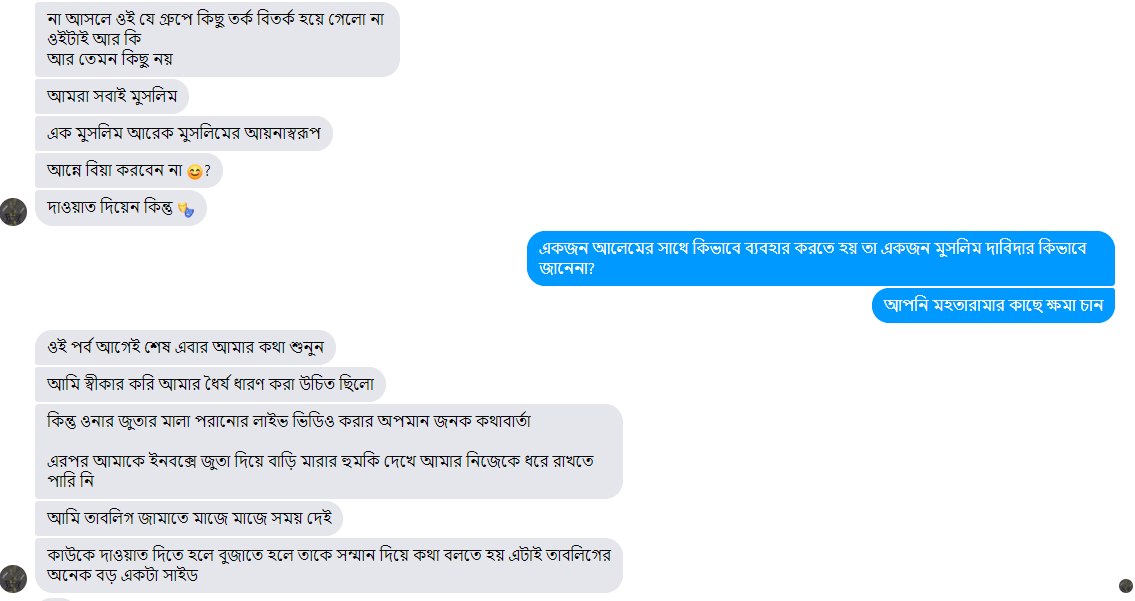 না আসলে ওই যে গ্রুপে কিছু তর্ক বিতর্ক হয়ে গেলো না
ওইটাই আর কি
আর তেমন কিছু নয়
আমরা সবাই মুসলিম
এক মুসলিম আরেক মুসলিমের আয়নাস্বরূপ
আন্নে বিয়া করবেন না 😊?
দাওয়াত দিয়েন কিন্তু 🎭
একজন আলেমের সাথে কিভাবে ব্যবহার করতে হয় তা একজন মুসলিম দাবিদার কিভাবে
জানেনা?
আপনি মহতারামার কাছে ক্ষমা চান
ওই পর্ব আগেই শেষ এবার আমার কথা শুনুন
আমি স্বীকার করি আমার ধৈর্য ধারণ করা উচিত ছিলো
কিন্তু ওনার জুতার মালা পরানোর লাইভ ভিডিও করার অপমান জনক কথাবার্তা
এরপর আমাকে ইনবক্সে জুতা দিয়ে বাড়ি মারার হুমকি দেখে আমার নিজেকে ধরে রাখতে
পারি নি
আমি তাবলিগ জামাতে মাজে মাজে সময় দেই
কাউকে দাওয়াত দিতে হলে বুজাতে হলে তাকে সম্মান দিয়ে কথা বলতে হয় এটাই তাবলিগের
অনেক বড় একটা সাইড